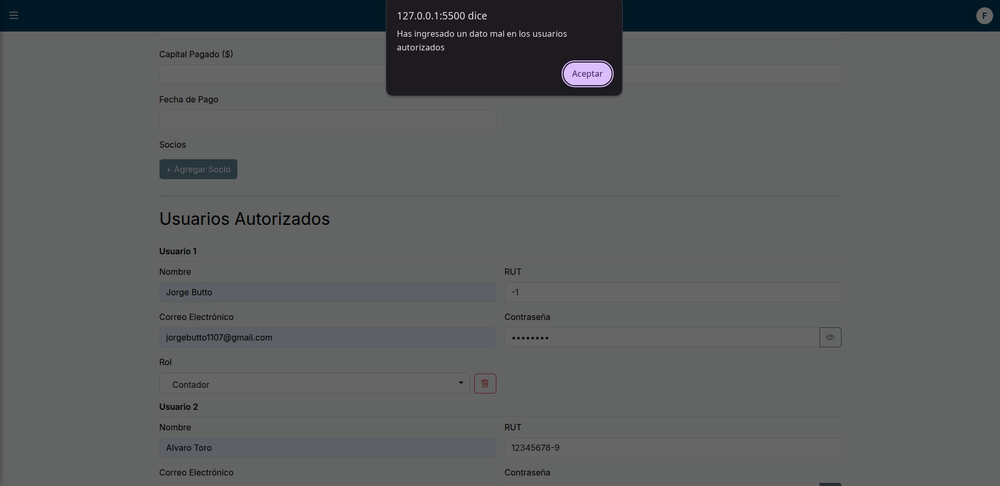 F
127.0.0.1:5500 dice
Has ingresado un dato mal en los usuarios
autorizados
Aceptar
Capital Pagado ($)
Fecha de Pago
Socios
+ Agregar Socio
Usuarios Autorizados
Usuario 1
Nombre
RUT
Jorge Butto
-1
Correo Electrónico
Contraseña
jorgebutto1107@gmail.com
••••••••
Rol
Contador
Usuario 2
Nombre
RUT
Alvaro Toro
12345678-9
Correo Electrónico
Contraseña